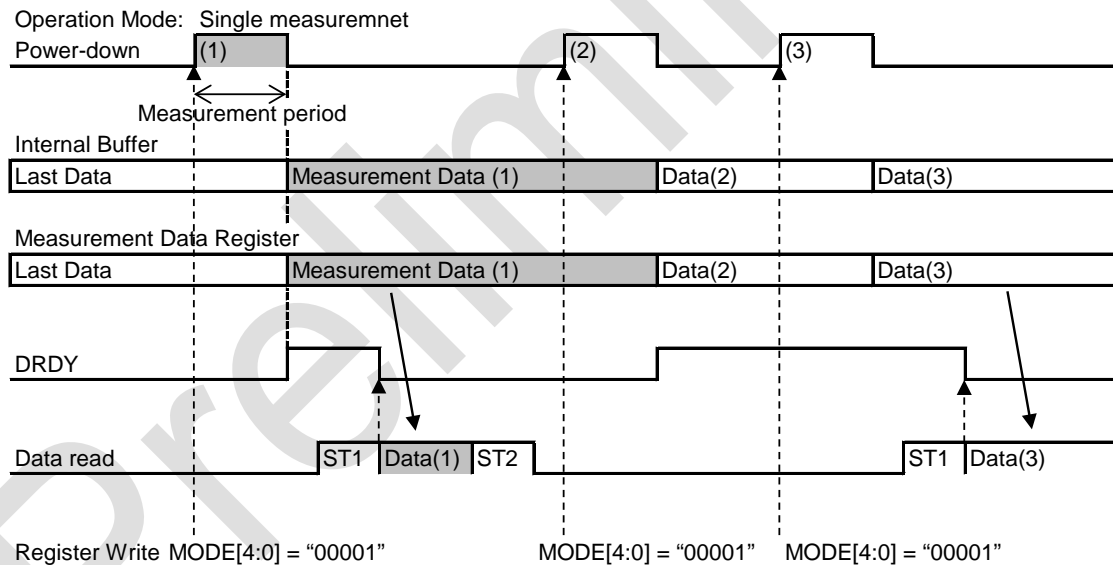 Operation Mode: Single measuremnet
Power-down (1) (2) (3)
Measurement period
Internal Buffer
Last Data Measurement Data (1) Data(2) Data(3)
Measurement Data Register
Last Data Measurement Data (1) Data(2) Data(3)
DRDY
Data read ST1 Data(1) ST2 ST1 Data(3)
Register Write MODE[4:0] = “00001” MODE[4:0] = “00001” MODE[4:0] = “00001”
Prelimi